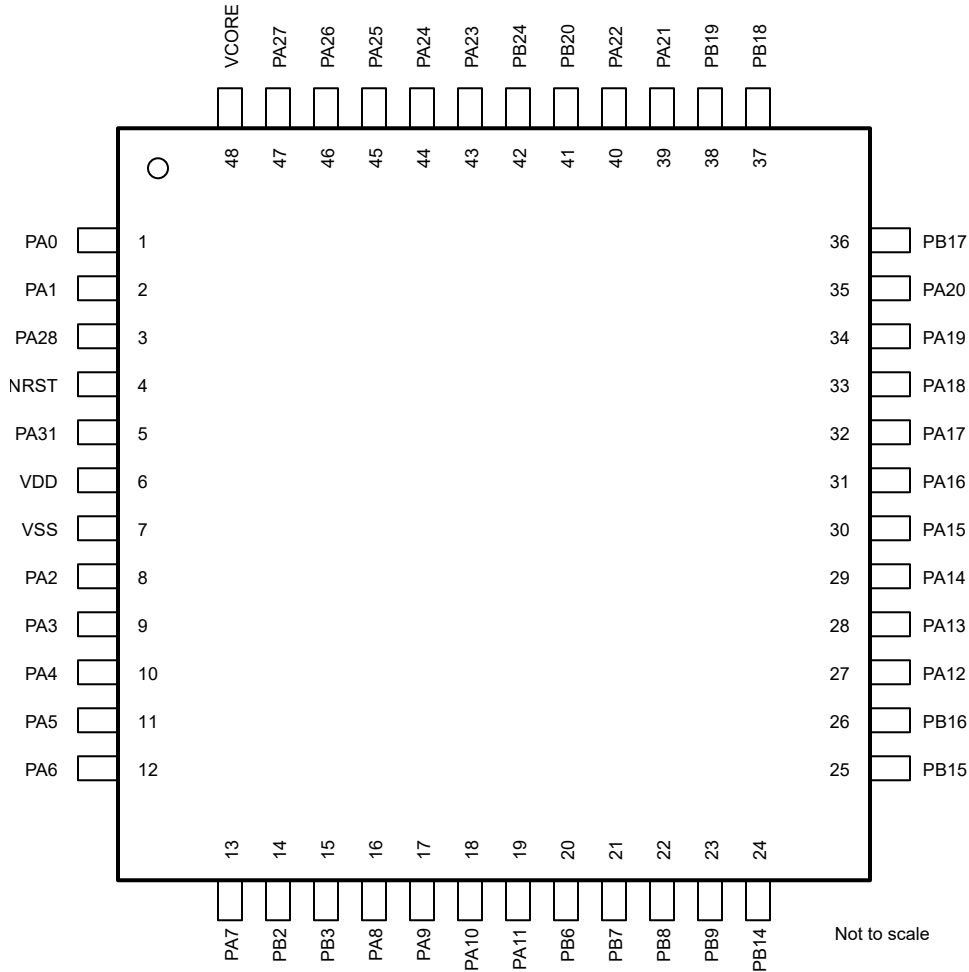 VCORE PA27 PA26 PA25 PA24 PA23 PB24 PB20 PA22 PA21 PB19 PB18
48 47 46 45 44 43 42 41 40 39 38 37
PA0 1 36 PB17
PA1 2 35 PA20
PA28 3 34 PA19
NRST 4 33 PA18
PA31 5 32 PA17
VDD 6 31 PA16
VSS 7 30 PA15
PA2 8 29 PA14
PA3 9 28 PA13
PA4 10 27 PA12
PA5 11 26 PB16
PA6 12 25 PB15
13 14 15 16 17 18 19 20 21 22 23 24
PA7 PB2 PB3 PA8 PA9 PA10 PA11 PB6 PB7 PB8 PB9 PB14
Not to scale